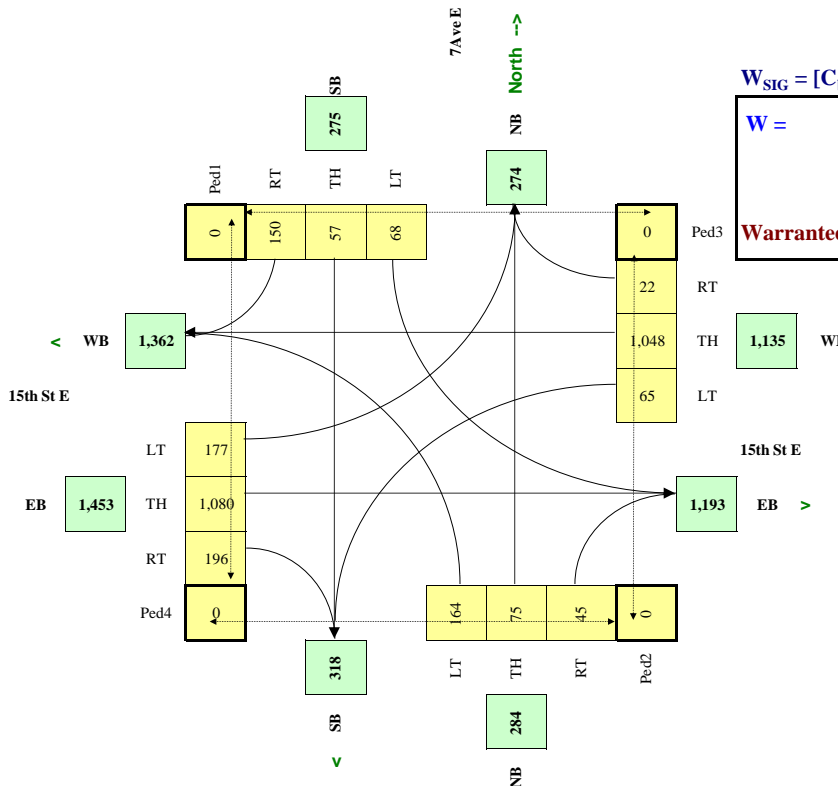 7Ave E
North -->
W_SIG = [C
W =
Warranted
SB
275
NB
274
Ped1
RT
TH
LT
0
150
57
68
0
Ped3
22
RT
1,048
TH
1,135
65
LT
< WB
1,362
15th St E
15th St E
LT
177
EB
1,453
TH
1,080
RT
196
1,193
EB >
Ped4
0
164
75
45
0
LT
TH
RT
Ped2
318
SB
<
284
NB